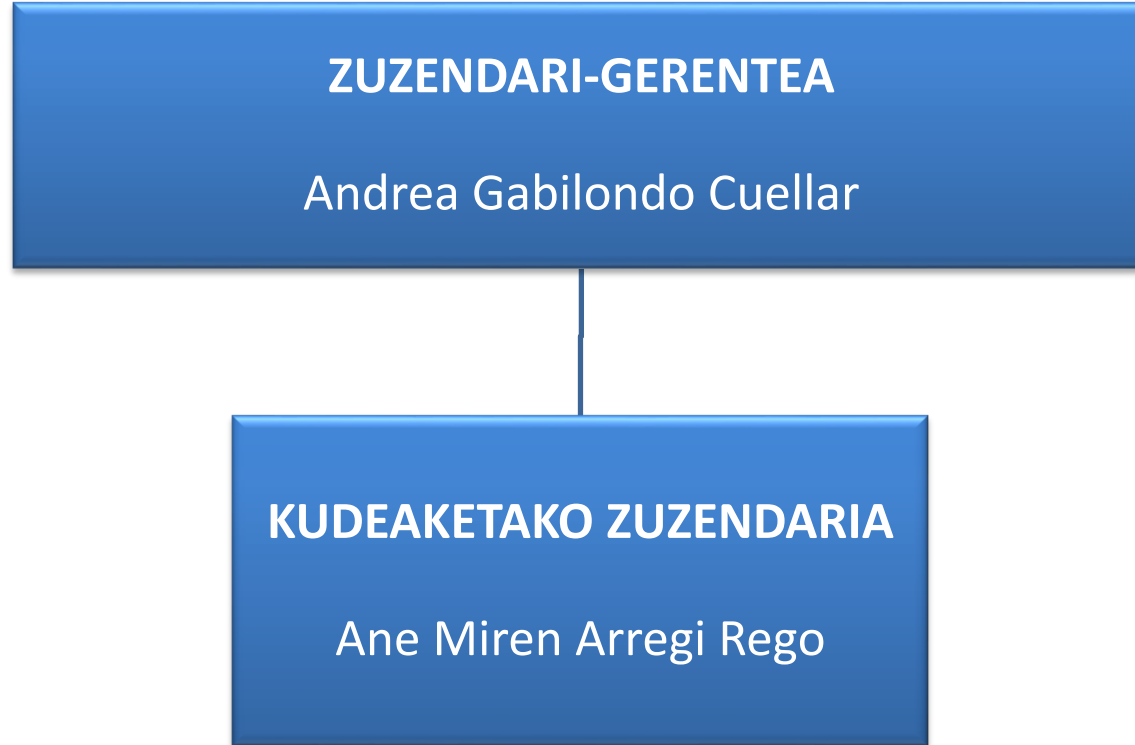 ZUZENDARI-GERENTEA
Andrea Gabilondo Cuellar
KUDEAKETAKO ZUZENDARIA
Ane Miren Arregi Rego